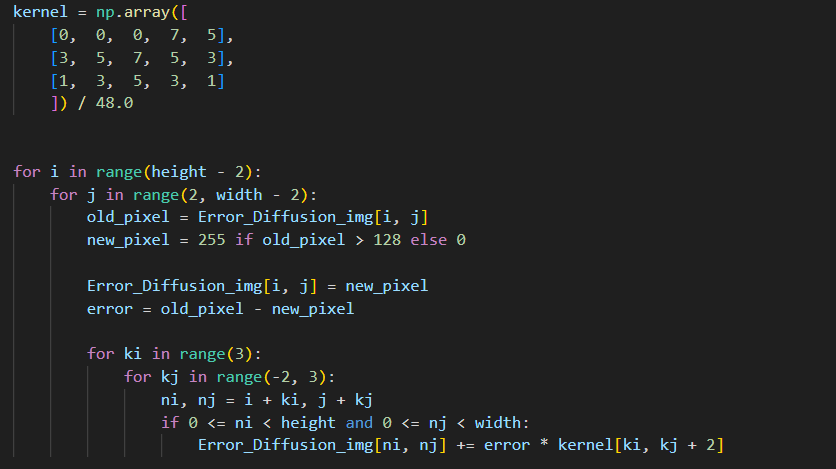 kernel = np.array([
    [0,  0,  0,  7,  5],
    [3,  5,  7,  5,  3],
    [1,  3,  5,  3,  1]
    ]) / 48.0
for i in range(height - 2):
    for j in range(2, width - 2):
        old_pixel = Error_Diffusion_img[i, j]
        new_pixel = 255 if old_pixel > 128 else 0
        Error_Diffusion_img[i, j] = new_pixel
        error = old_pixel - new_pixel
        for ki in range(3):
            for kj in range(-2, 3):
                ni, nj = i + ki, j + kj
                if 0 <= ni < height and 0 <= nj < width:
                    Error_Diffusion_img[ni, nj] += error * kernel[ki, kj + 2]